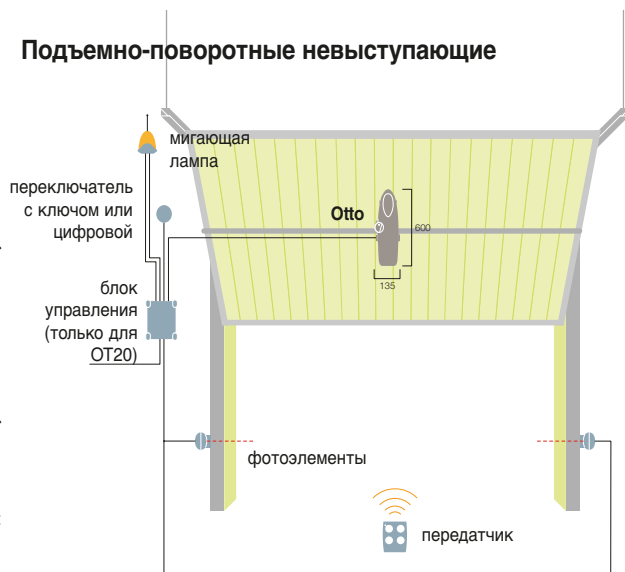 Подъемно-поворотные невыступающие
мигающая
лампа
переключатель
с ключом или
цифровой
Otto
600
135
блок
управления
(только для
OT20)
фотоэлементы
передатчик